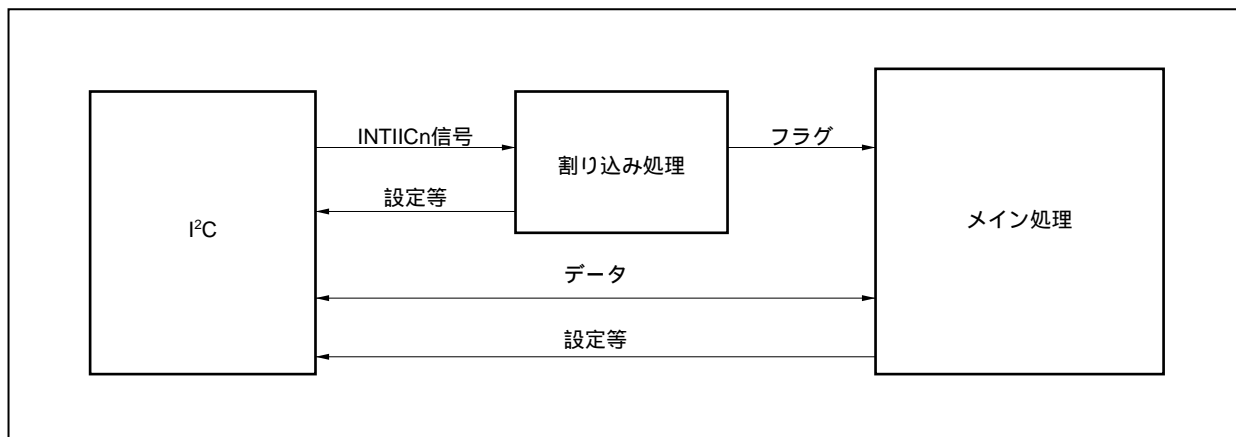 INTIICn信号
フラグ
割り込み処理
設定等
I²C
メイン処理
データ
設定等